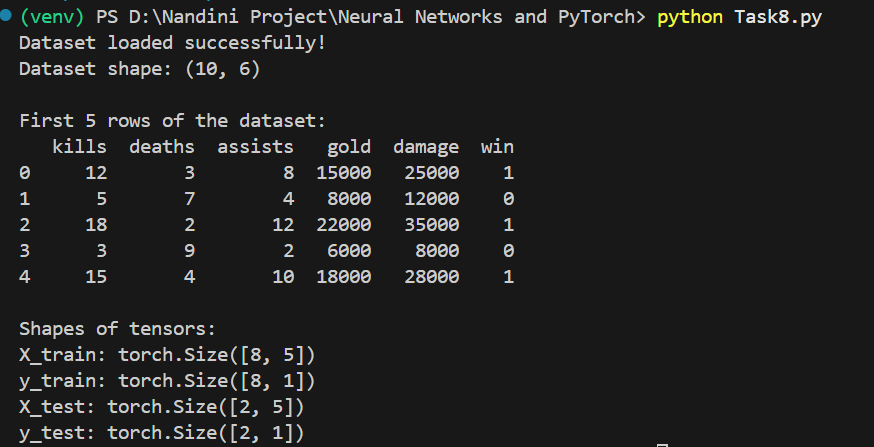 (venv) PS D:\Nandini Project\Neural Networks and PyTorch> python Task8.py
Dataset loaded successfully!
Dataset shape: (10, 6)
First 5 rows of the dataset:
kills deaths assists gold damage win
0 12 3 8 15000 25000 1
1 5 7 4 8000 12000 0
2 18 2 12 22000 35000 1
3 3 9 2 6000 8000 0
4 15 4 10 18000 28000 1
Shapes of tensors:
X_train: torch.Size([8, 5])
y_train: torch.Size([8, 1])
X_test: torch.Size([2, 5])
y_test: torch.Size([2, 1])